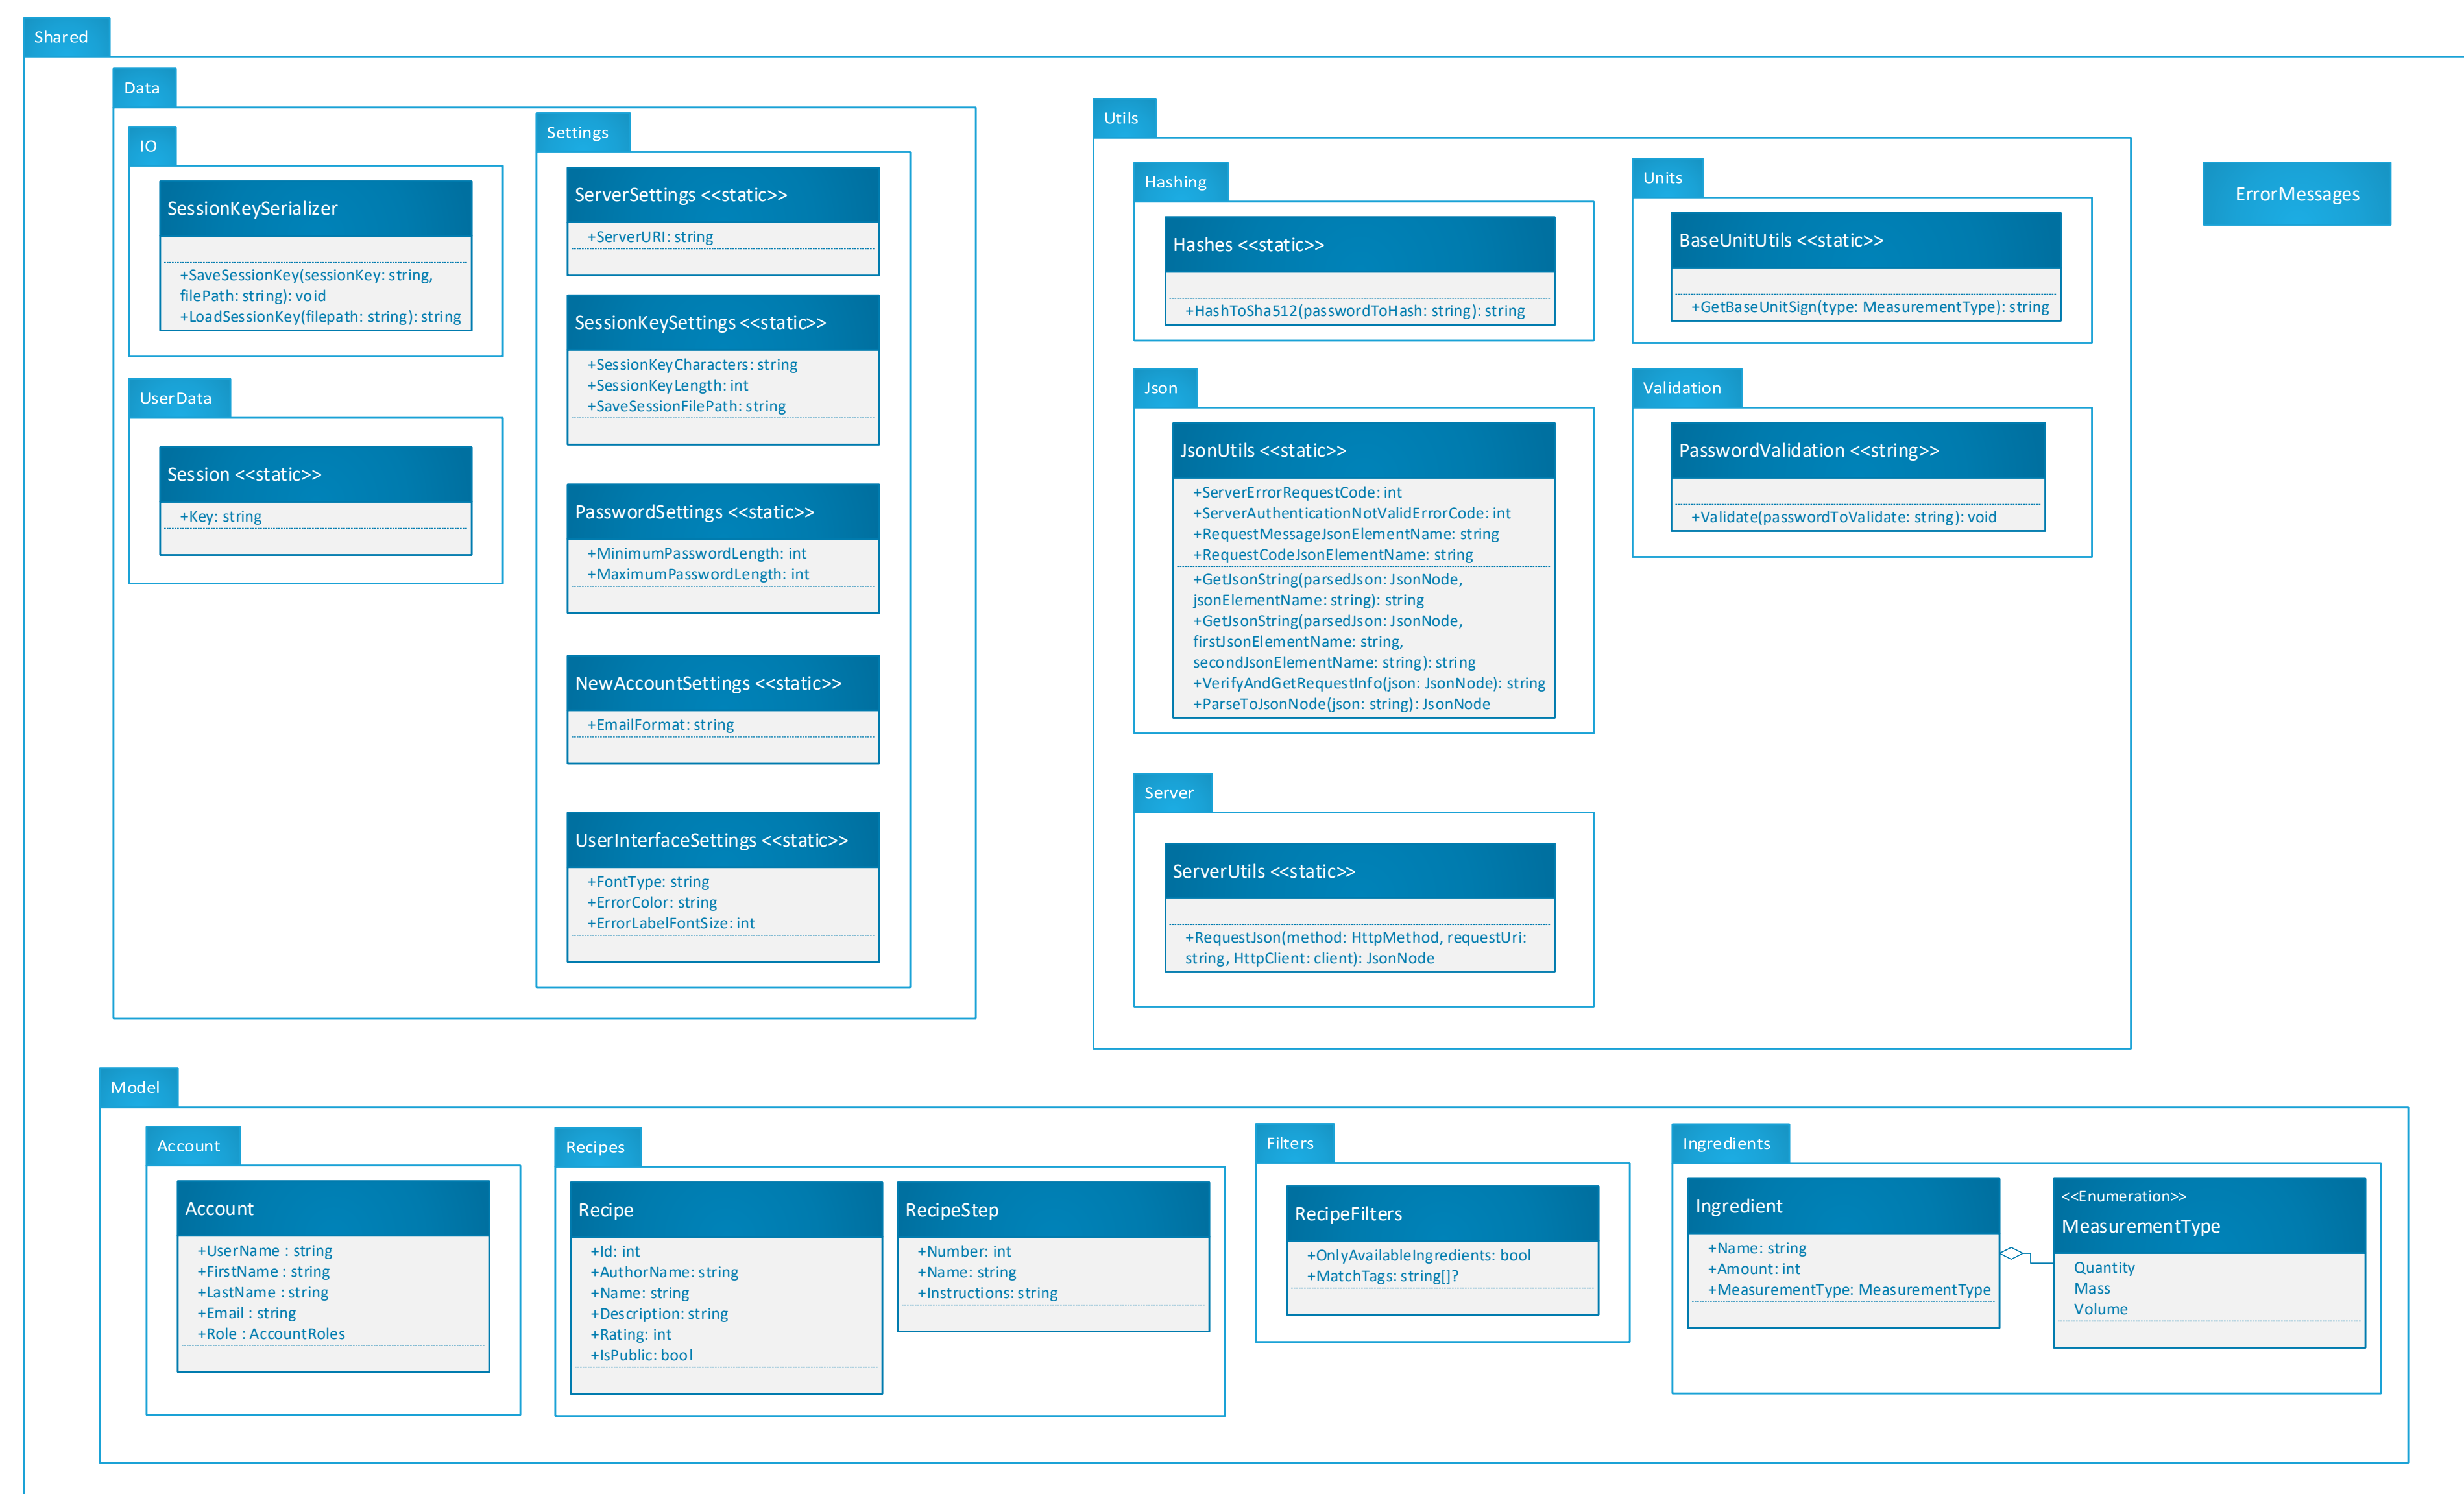 Shared
Data
IO
SessionKeySerializer
+SaveSessionKey(sessionKey: string,
filePath: string): void
+LoadSessionKey(filepath: string): string
UserData
Session <<static>>
+Key: string
Settings
ServerSettings <<static>>
+ServerURI: string
SessionKeySettings <<static>>
+SessionKeyCharacters: string
+SessionKeyLength: int
+SaveSessionFilePath: string
PasswordSettings <<static>>
+MinimumPasswordLength: int
+MaximumPasswordLength: int
NewAccountSettings <<static>>
+EmailFormat: string
UserInterfaceSettings <<static>>
+FontType: string
+ErrorColor: string
+ErrorLabelFontSize: int
Utils
Hashing
Hashes <<static>>
+HashToSha512(passwordToHash: string): string
Units
BaseUnitUtils <<static>>
+GetBaseUnitSign(type: MeasurementType): string
Json
JsonUtils <<static>>
+ServerErrorRequestCode: int
+ServerAuthenticationNotValidErrorCode: int
+RequestMessageJsonElementName: string
+RequestCodeJsonElementName: string
+GetJsonString(parsedJson: JsonNode,
jsonElementName: string): string
+GetJsonString(parsedJson: JsonNode,
firstJsonElementName: string,
secondJsonElementName: string): string
+VerifyAndGetRequestInfo(json: JsonNode): string
+ParseToJsonNode(json: string): JsonNode
Validation
PasswordValidation <<string>>
+Validate(passwordToValidate: string): void
Server
ServerUtils <<static>>
+RequestJson(method: HttpMethod, requestUri:
string, HttpClient: client): JsonNode
ErrorMessages
Model
Account
Account
+UserName : string
+FirstName : string
+LastName : string
+Email : string
+Role : AccountRoles
Recipes
Recipe
+Id: int
+AuthorName: string
+Name: string
+Description: string
+Rating: int
+IsPublic: bool
RecipeStep
+Number: int
+Name: string
+Instructions: string
Filters
RecipeFilters
+OnlyAvailableIngredients: bool
+MatchTags: string[]?
Ingredients
Ingredient
+Name: string
+Amount: int
+MeasurementType: MeasurementType
<<Enumeration>>
MeasurementType
Quantity
Mass
Volume